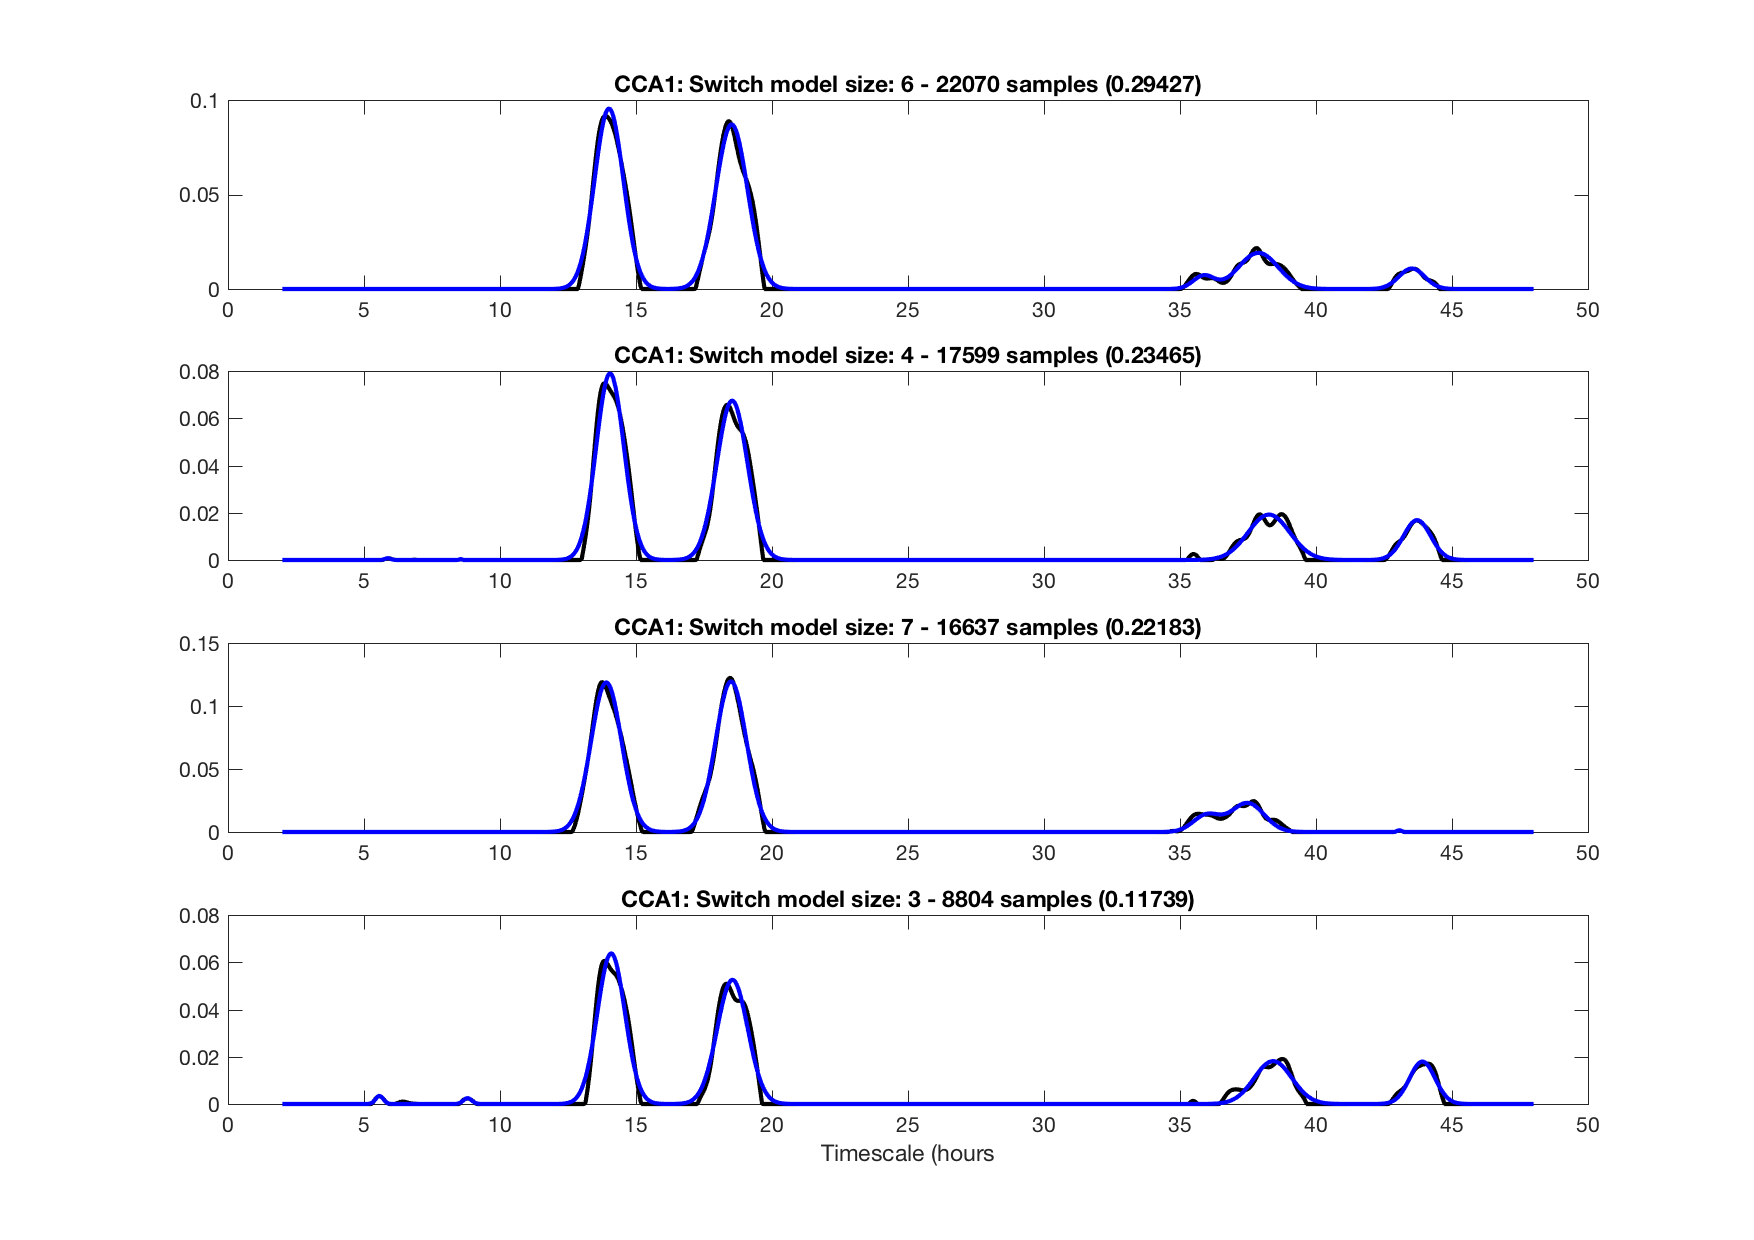 CCA1: Switch model size: 6 - 22070 samples (0.29427)
0.1
0.05
0
0 5 10 15 20 25 30 35 40 45 50
CCA1: Switch model size: 4 - 17599 samples (0.23465)
0.08
0.06
0.04
0.02
0
0 5 10 15 20 25 30 35 40 45 50
CCA1: Switch model size: 7 - 16637 samples (0.22183)
0.15
0.1
0.05
0
0 5 10 15 20 25 30 35 40 45 50
CCA1: Switch model size: 3 - 8804 samples (0.11739)
0.08
0.06
0.04
0.02
0
0 5 10 15 20 25 30 35 40 45 50
Timescale (hours